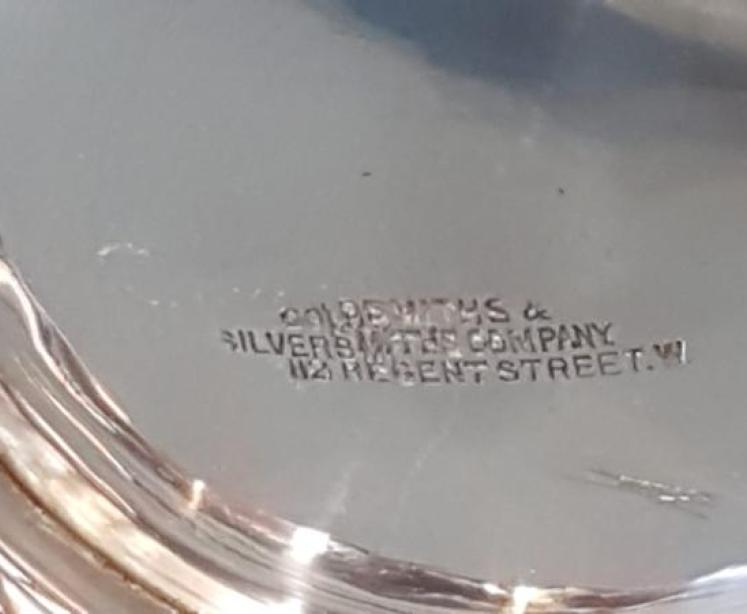 GOLDSMITHS &
SILVERSMITHS COMPANY
112 REGENT STREET. W